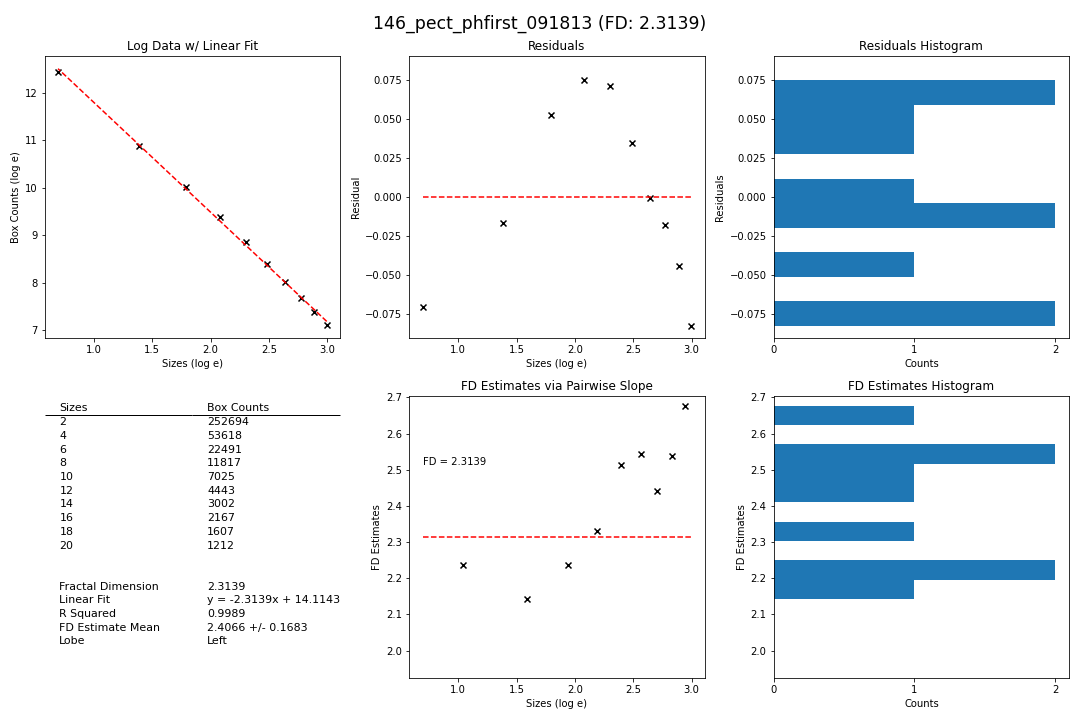 146_pect_phfirst_091813 (FD: 2.3139)
Log Data w/ Linear Fit
Box Counts (log e)
12
11
10
9
8
7
1.0 1.5 2.0 2.5 3.0
Sizes (log e)
Residuals
Residual
0.075
0.050
0.025
0.000
−0.025
−0.050
−0.075
1.0 1.5 2.0 2.5 3.0
Sizes (log e)
Residuals Histogram
Residuals
0.075
0.050
0.025
0.000
−0.025
−0.050
−0.075
0 1 2
Counts
Sizes Box Counts
2 252694
4 53618
6 22491
8 11817
10 7025
12 4443
14 3002
16 2167
18 1607
20 1212
Fractal Dimension 2.3139
Linear Fit y = -2.3139x + 14.1143
R Squared 0.9989
FD Estimate Mean 2.4066 +/- 0.1683
Lobe Left
FD Estimates via Pairwise Slope
FD Estimates
2.7
2.6
2.5
2.4
2.3
2.2
2.1
2.0
FD = 2.3139
1.0 1.5 2.0 2.5 3.0
Sizes (log e)
FD Estimates Histogram
FD Estimates
2.7
2.6
2.5
2.4
2.3
2.2
2.1
2.0
0 1 2
Counts